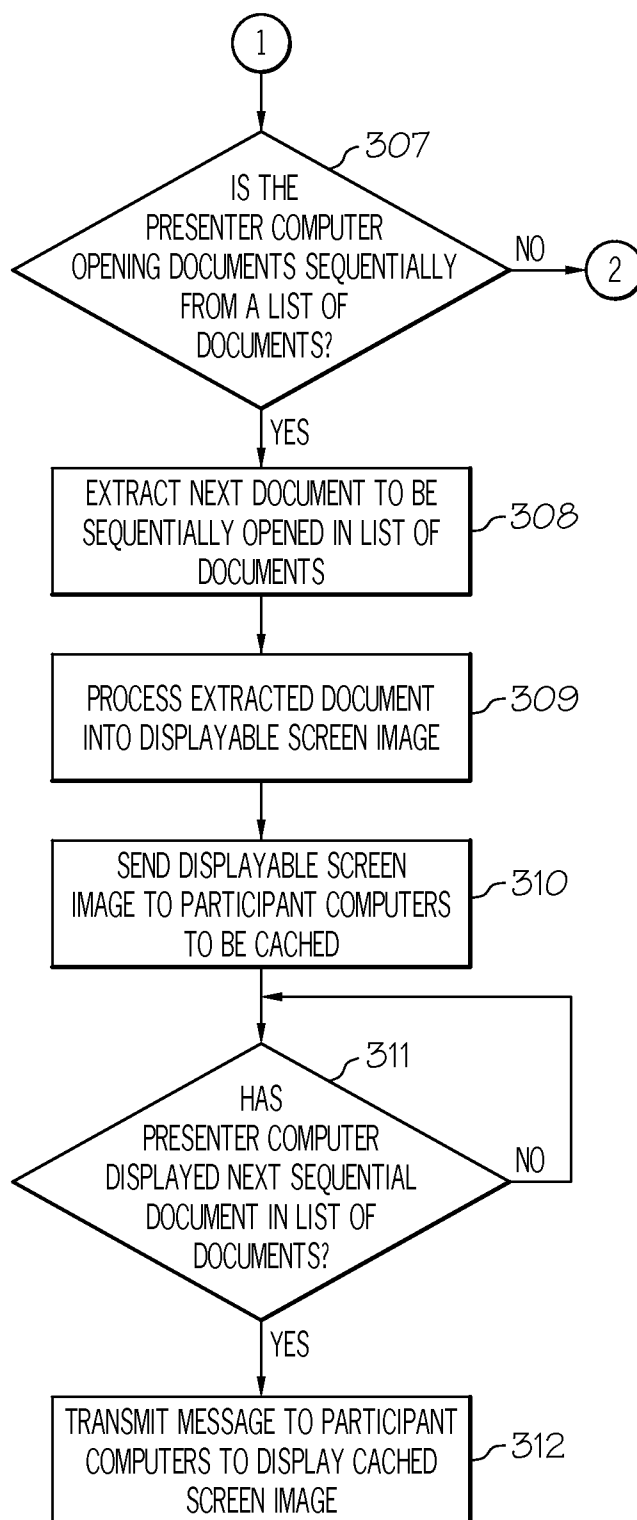 1
307
IS THE
PRESENTER COMPUTER
OPENING DOCUMENTS SEQUENTIALLY
FROM A LIST OF
DOCUMENTS?
NO
2
YES
EXTRACT NEXT DOCUMENT TO BE
SEQUENTIALLY OPENED IN LIST OF
DOCUMENTS
308
PROCESS EXTRACTED DOCUMENT
INTO DISPLAYABLE SCREEN IMAGE
309
SEND DISPLAYABLE SCREEN
IMAGE TO PARTICIPANT COMPUTERS
TO BE CACHED
310
311
HAS
PRESENTER COMPUTER
DISPLAYED NEXT SEQUENTIAL
DOCUMENT IN LIST OF
DOCUMENTS?
NO
YES
TRANSMIT MESSAGE TO PARTICIPANT
COMPUTERS TO DISPLAY CACHED
SCREEN IMAGE
312